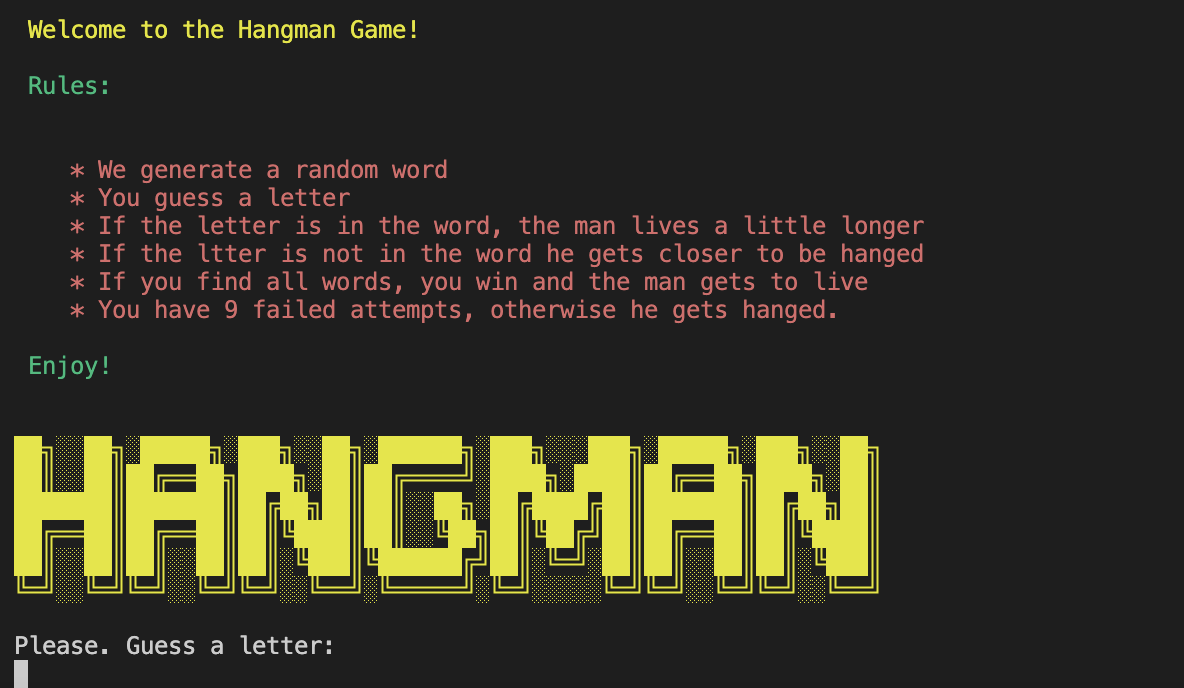 Welcome to the Hangman Game!
Rules:
* We generate a random word
* You guess a letter
* If the letter is in the word, the man lives a little longer
* If the ltter is not in the word he gets closer to be hanged
* If you find all words, you win and the man gets to live
* You have 9 failed attempts, otherwise he gets hanged.
Enjoy!
HANGMAN
Please. Guess a letter: